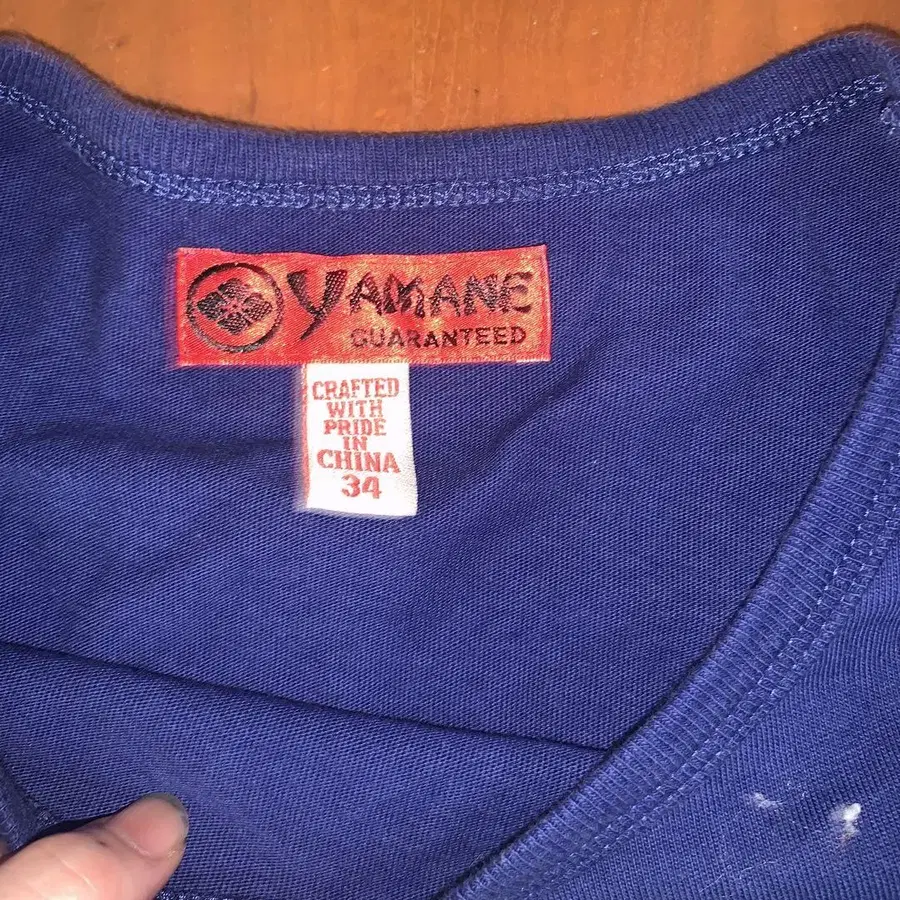 YAMANE
GUARANTEED
CRAFTED
WITH
PRIDE
IN
CHINA
34